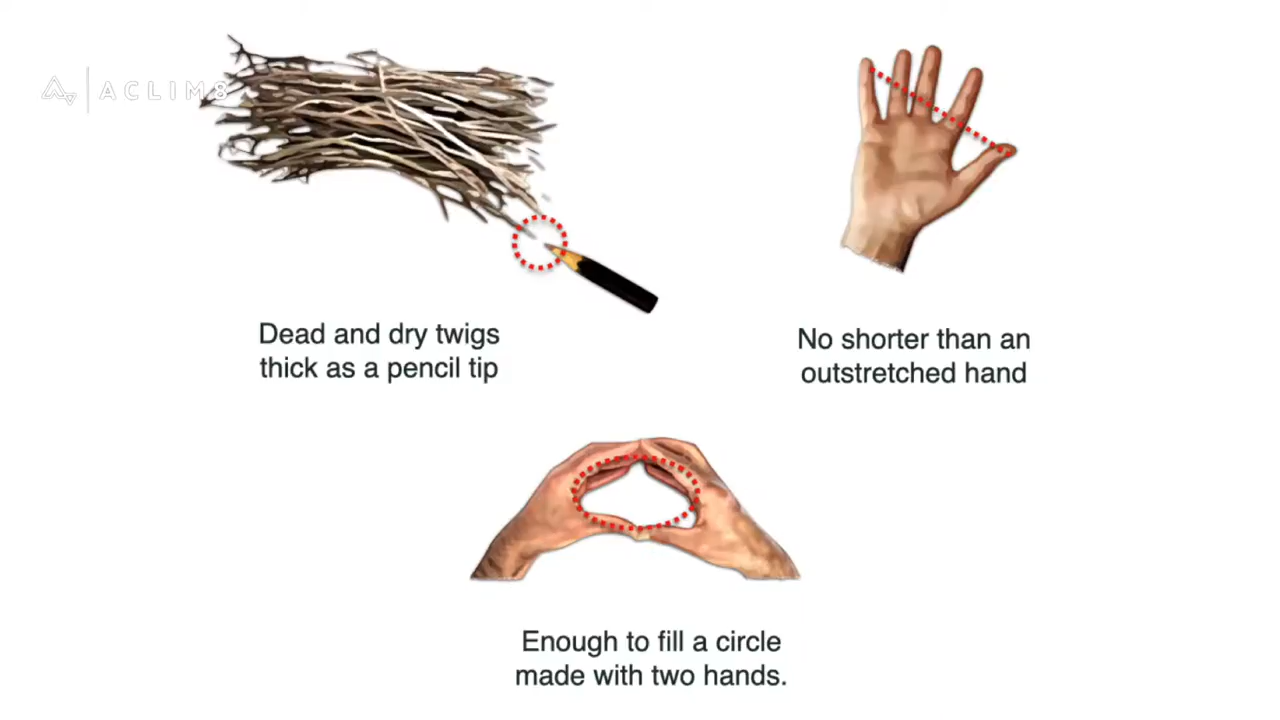 ACLIM8
Dead and dry twigs
thick as a pencil tip
No shorter than an
outstretched hand
Enough to fill a circle
made with two hands.